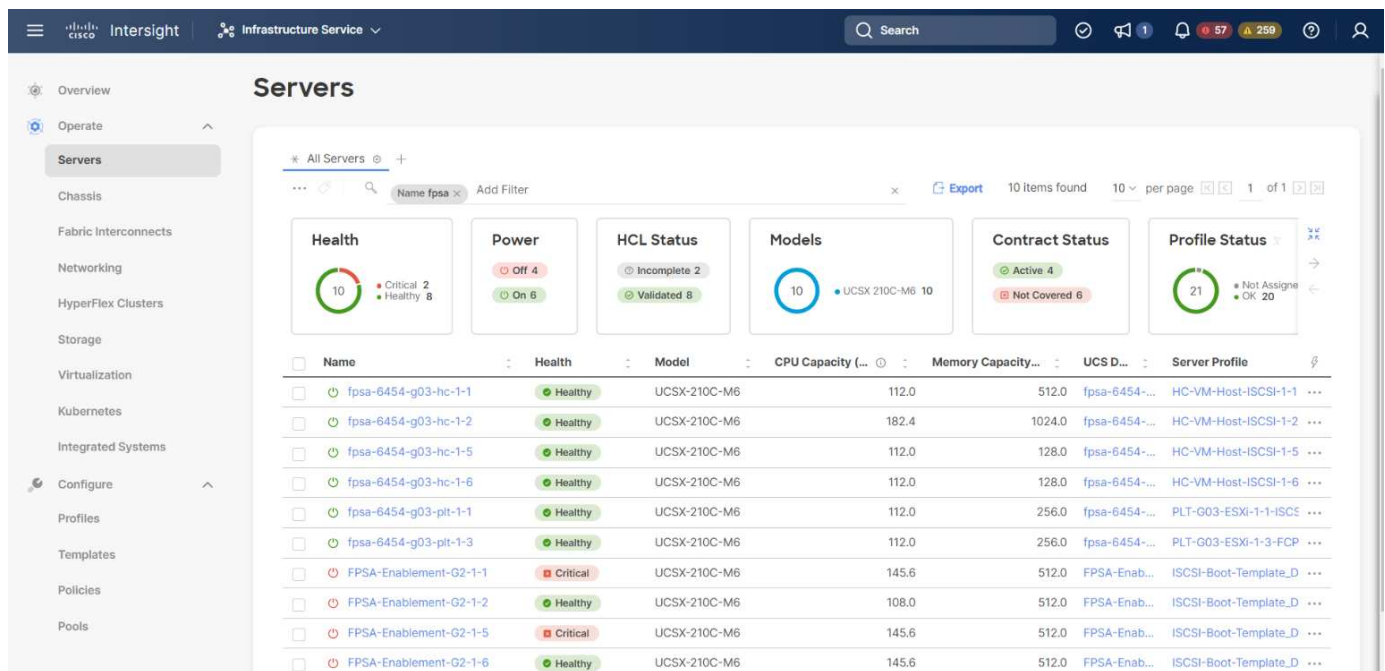 cisco Intersight Infrastructure Service Search 1 57 259
Overview
Operate
Servers
Chassis
Fabric Interconnects
Networking
HyperFlex Clusters
Storage
Virtualization
Kubernetes
Integrated Systems
Configure
Profiles
Templates
Policies
Pools
Servers
All Servers
Name fpsa Add Filter Export 10 items found 10 per page 1 of 1
Health
10
Critical 2
Healthy 8
Power
Off 4
On 6
HCL Status
Incomplete 2
Validated 8
Models
10
UCSX 210C-M6 10
Contract Status
Active 4
Not Covered 6
Profile Status
21
Not Assigne
OK 20
Name Health Model CPU Capacity (... Memory Capacity... UCS D... Server Profile
fpsa-6454-g03-hc-1-1 Healthy UCSX-210C-M6 112.0 512.0 fpsa-6454-... HC-VM-Host-ISCSI-1-1
fpsa-6454-g03-hc-1-2 Healthy UCSX-210C-M6 182.4 1024.0 fpsa-6454-... HC-VM-Host-ISCSI-1-2
fpsa-6454-g03-hc-1-5 Healthy UCSX-210C-M6 112.0 128.0 fpsa-6454-... HC-VM-Host-ISCSI-1-5
fpsa-6454-g03-hc-1-6 Healthy UCSX-210C-M6 112.0 128.0 fpsa-6454-... HC-VM-Host-ISCSI-1-6
fpsa-6454-g03-plt-1-1 Healthy UCSX-210C-M6 112.0 256.0 fpsa-6454-... PLT-G03-ESXi-1-1-ISCS
fpsa-6454-g03-plt-1-3 Healthy UCSX-210C-M6 112.0 256.0 fpsa-6454-... PLT-G03-ESXi-1-3-FCP
FPSA-Enablement-G2-1-1 Critical UCSX-210C-M6 145.6 512.0 FPSA-Enab... ISCSI-Boot-Template_D
FPSA-Enablement-G2-1-2 Healthy UCSX-210C-M6 108.0 512.0 FPSA-Enab... ISCSI-Boot-Template_D
FPSA-Enablement-G2-1-5 Critical UCSX-210C-M6 145.6 512.0 FPSA-Enab... ISCSI-Boot-Template_D
FPSA-Enablement-G2-1-6 Healthy UCSX-210C-M6 145.6 512.0 FPSA-Enab... ISCSI-Boot-Template_D